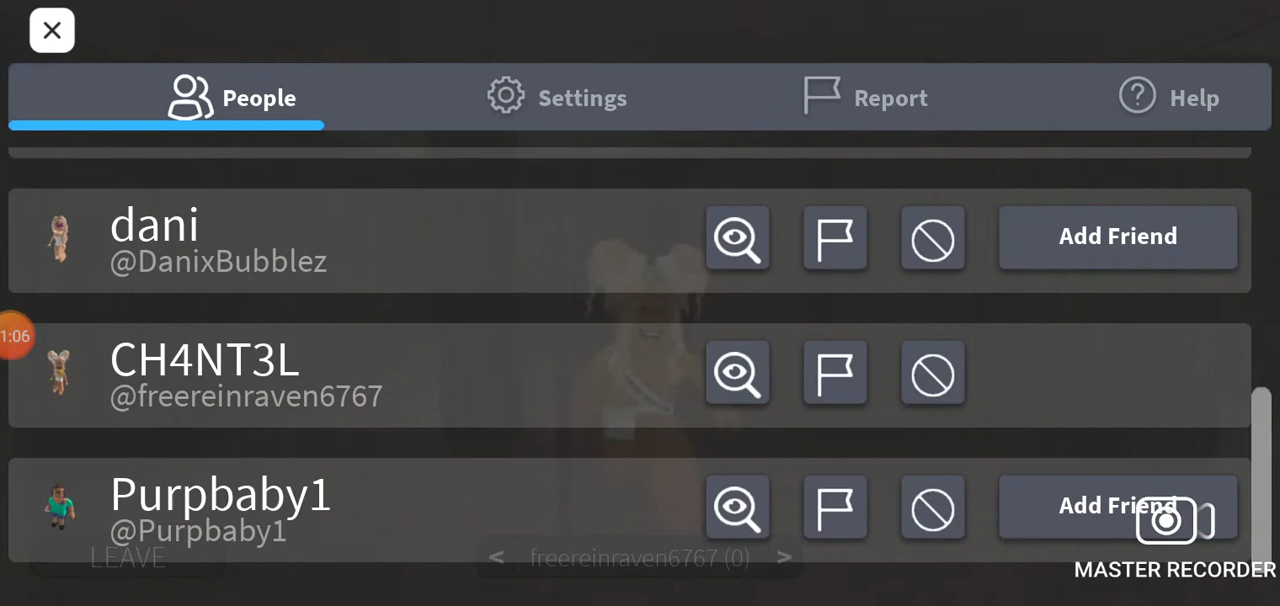 People
Settings
Report
Help
dani
@DanixBubblez
Add Friend
1:06
CH4NT3L
@freereinraven6767
Purpbaby1
@Purpbaby1
Add Friend
LEAVE
< freereinraven6767 (0) >
MASTER RECORDER